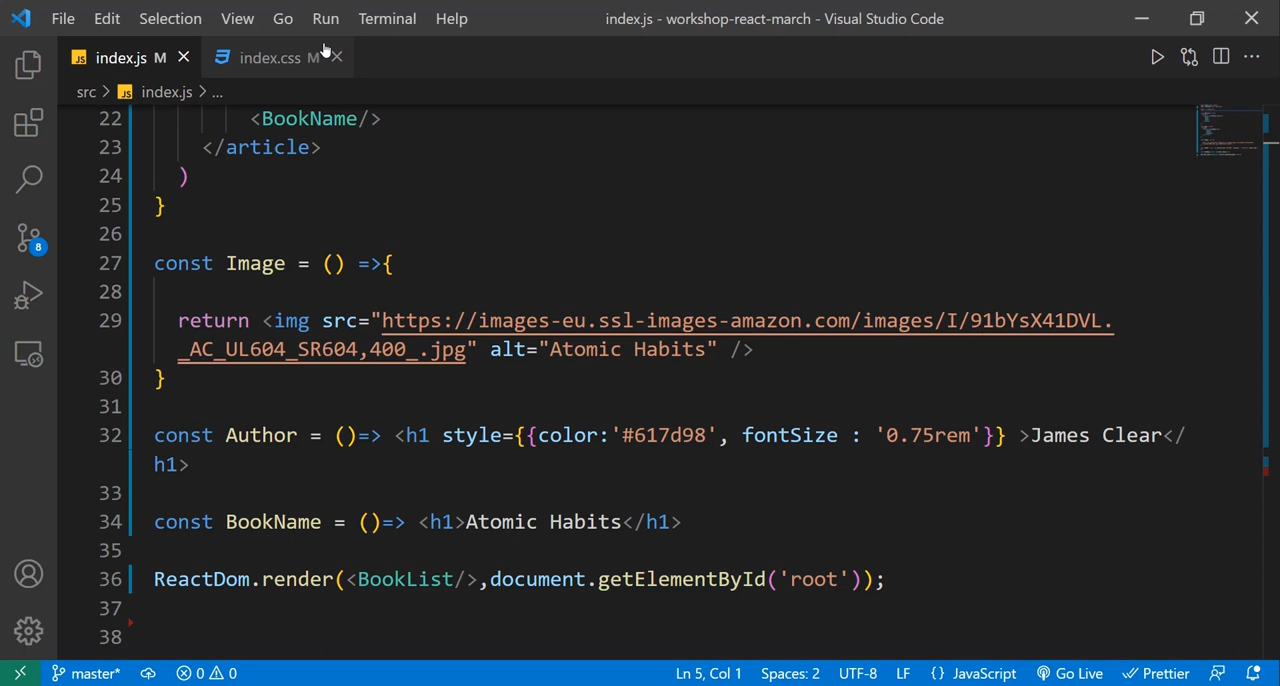 File Edit Selection View Go Run Terminal Help index.js - workshop-react-march - Visual Studio Code
JS index.js M index.css M
src > JS index.js > ...
22 <BookName/>
23 </article>
24 )
25 }
26
27 const Image = () =>{
28
29 return <img src="https://images-eu.ssl-images-amazon.com/images/I/91bYsX41DVL.
_AC_UL604_SR604,400_.jpg" alt="Atomic Habits" />
30 }
31
32 const Author = ()=> <h1 style={{color:'#617d98', fontSize : '0.75rem'}} >James Clear</
h1>
33
34 const BookName = ()=> <h1>Atomic Habits</h1>
35
36 ReactDom.render(<BookList/>,document.getElementById('root'));
37
38
8
master* 0 0 Ln 5, Col 1 Spaces: 2 UTF-8 LF {} JavaScript Go Live Prettier